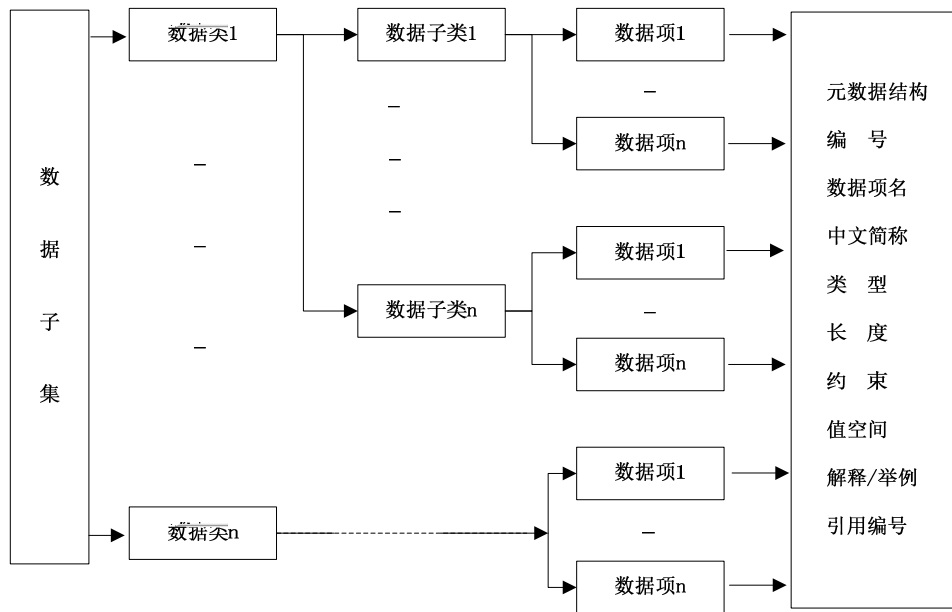 数据子集
数据类1
数据类n
数据子类1
数据子类n
数据项1
数据项n
数据项1
数据项n
数据项1
数据项n
元数据结构
编 号
数据项名
中文简称
类 型
长 度
约 束
值空间
解释/举例
引用编号